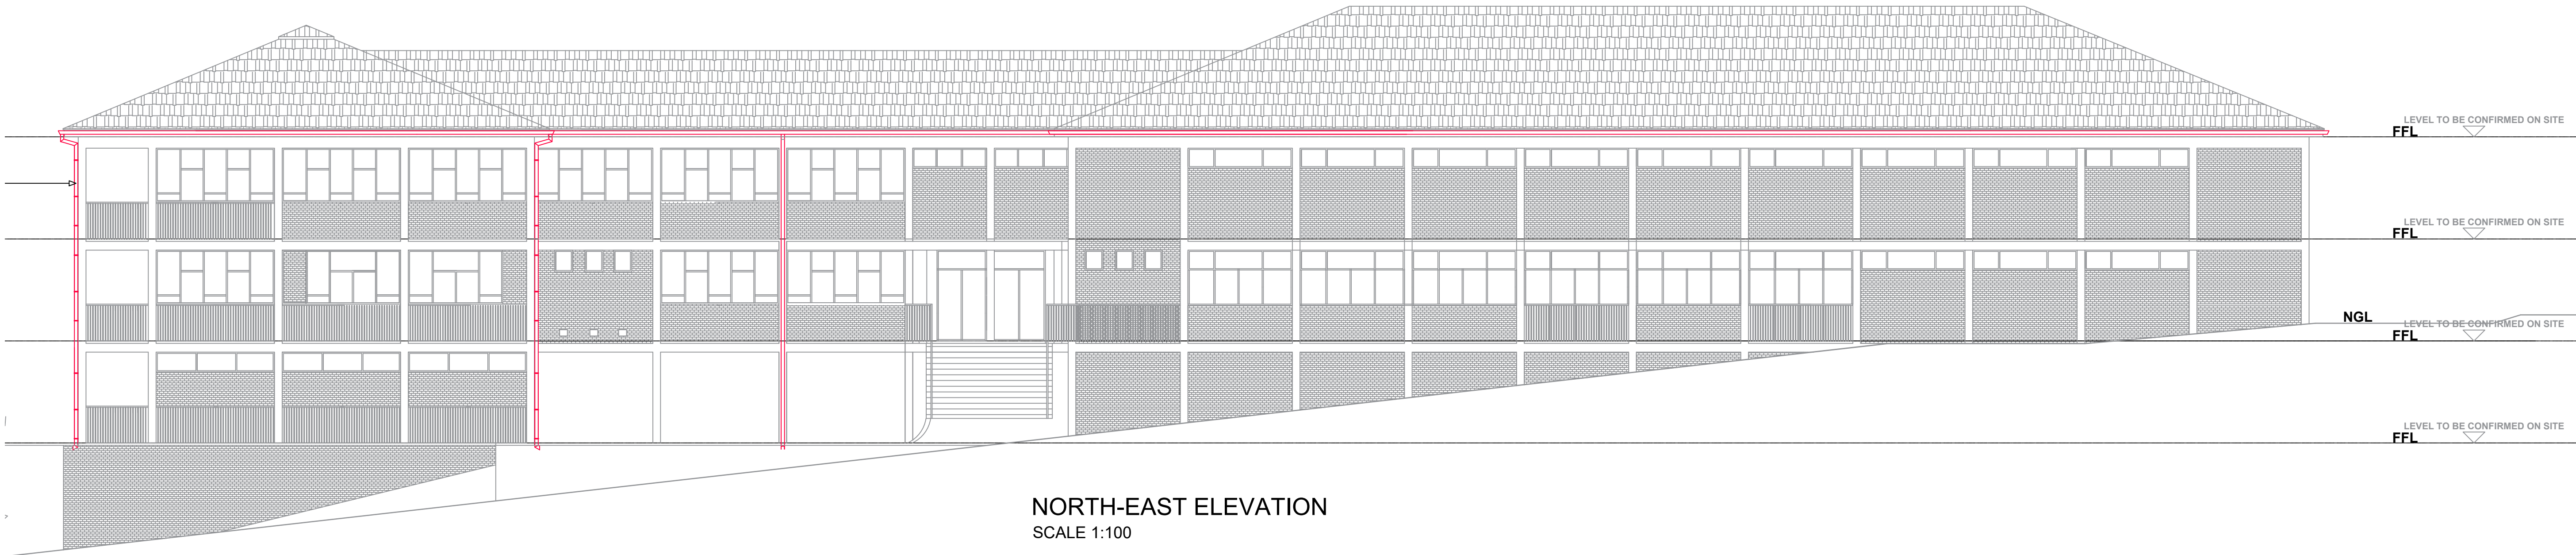 LEVEL TO BE CONFIRMED ON SITE
FFL
LEVEL TO BE CONFIRMED ON SITE
FFL
NGL
LEVEL TO BE CONFIRMED ON SITE
FFL
LEVEL TO BE CONFIRMED ON SITE
FFL
NORTH-EAST ELEVATION
SCALE 1:100